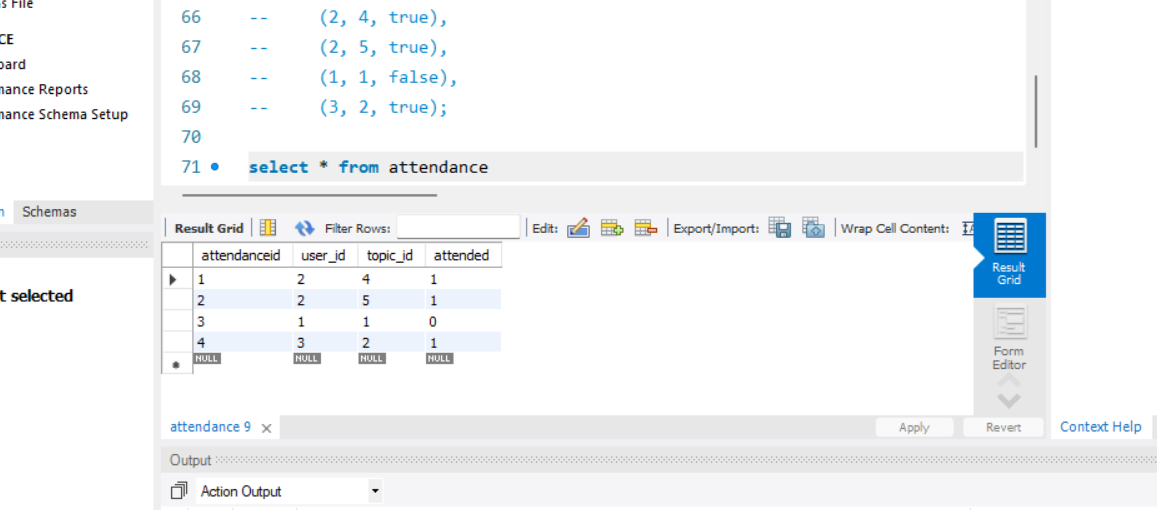 s File
66 -- (2, 4, true),
CE
67 -- (2, 5, true),
oard
68 -- (1, 1, false),
nance Reports
69 -- (3, 2, true);
nance Schema Setup
70
71 select * from attendance
n Schemas
Result Grid Filter Rows: Edit: Export/Import: Wrap Cell Content: IA
attendanceid user_id topic_id attended
1 2 4 1
2 2 5 1
3 1 1 0
4 3 2 1
NULL NULL NULL NULL
t selected
Result
Grid
Form
Editor
attendance 9 Apply Revert Context Help
Output
Action Output